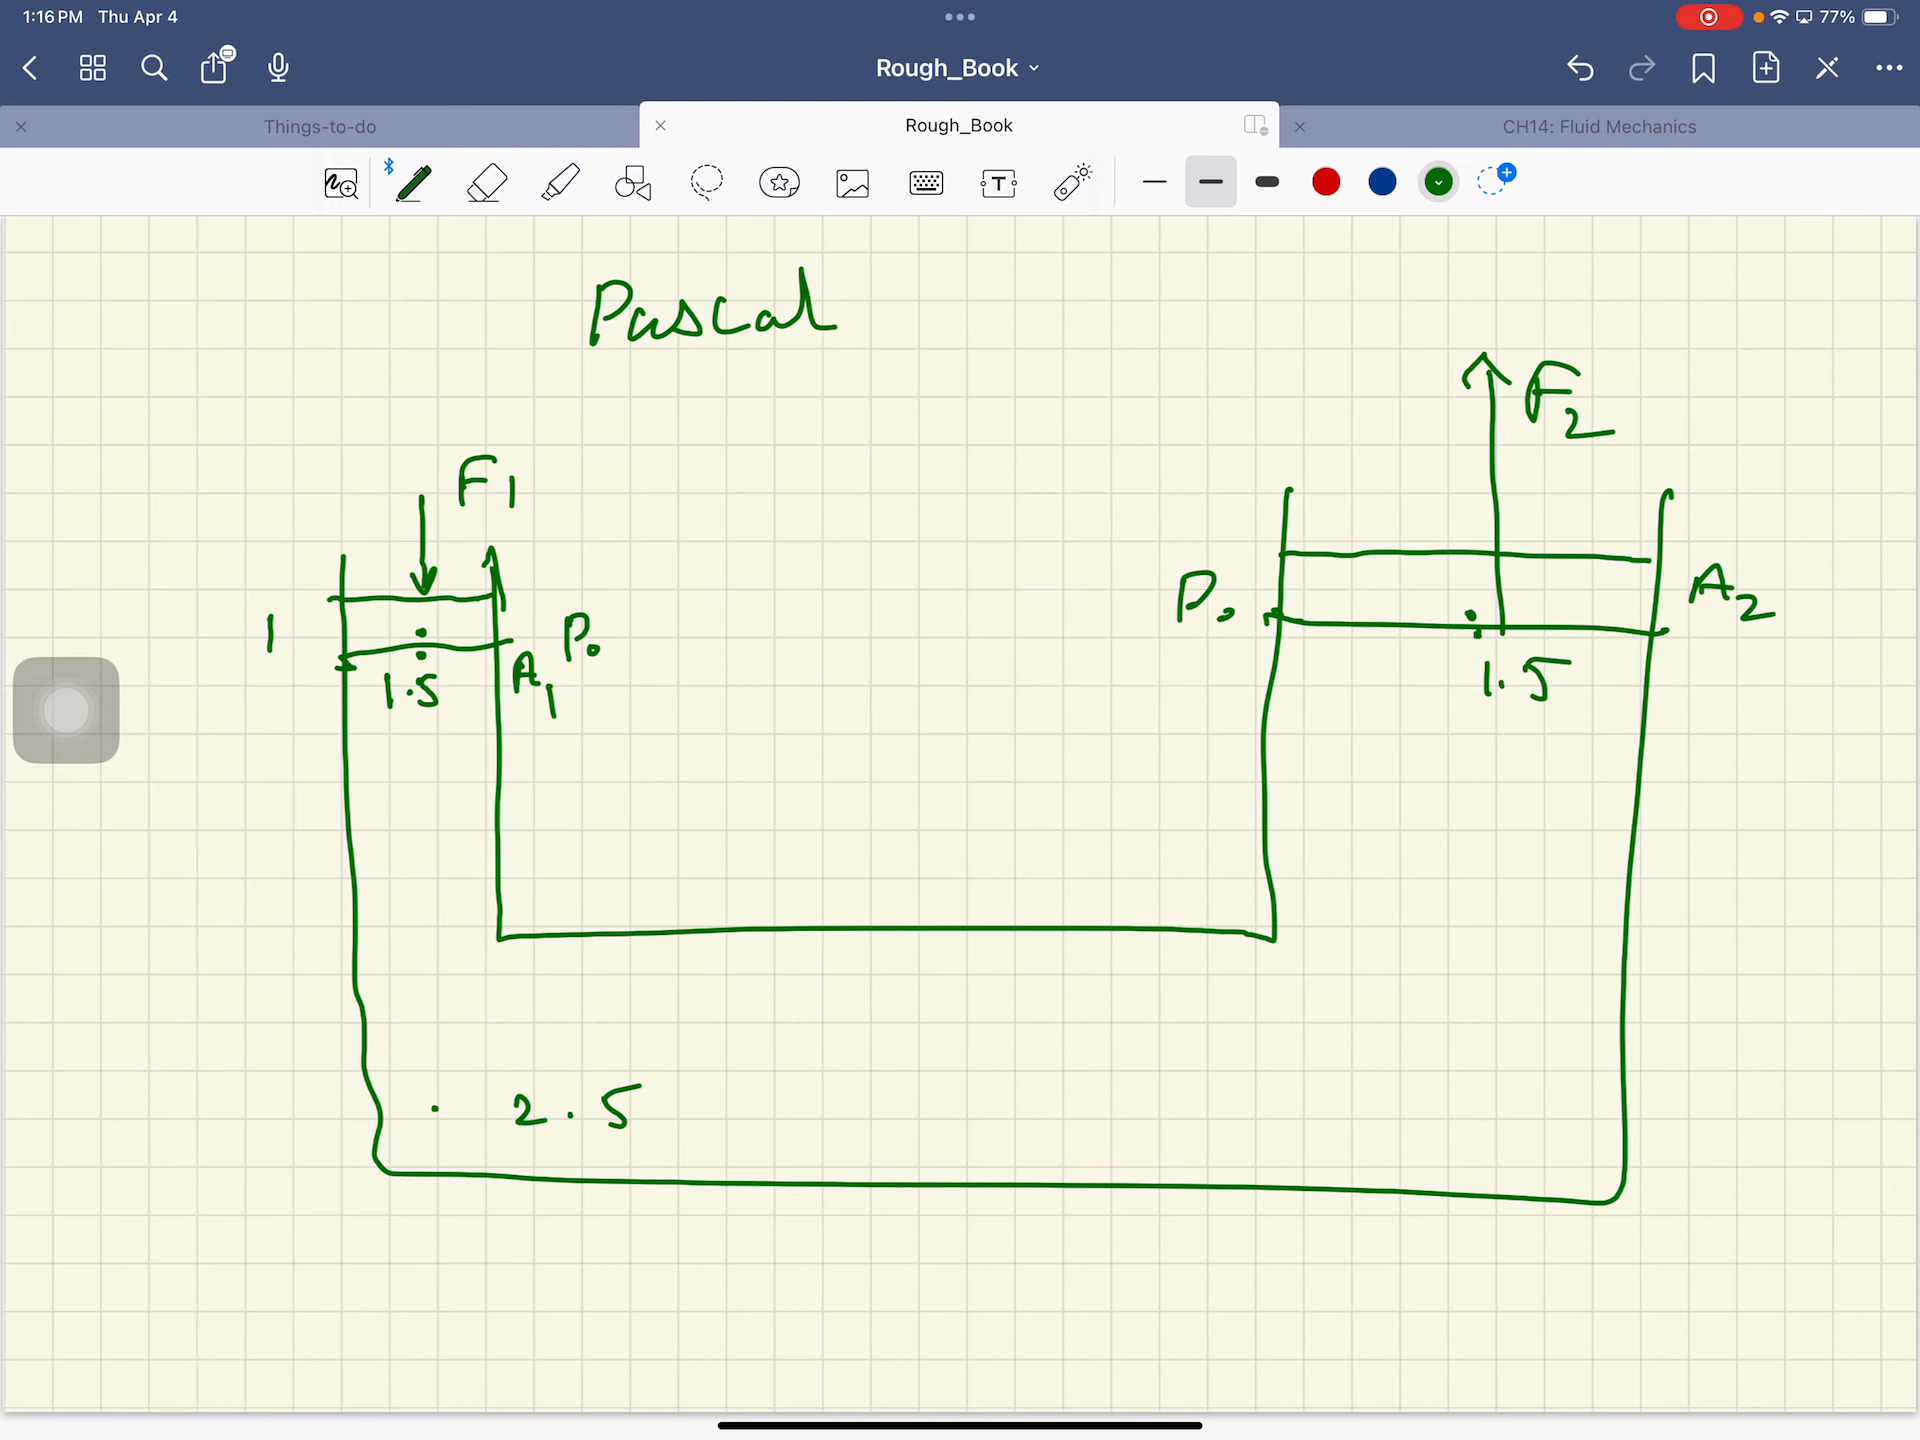 1:16 PM Thu Apr 4
77%
Rough_Book
Things-to-do
Rough_Book
CH14: Fluid Mechanics
T
Pascal
F2
F1
P0
A2
1
P0
1.5
A1
1.5
2.5